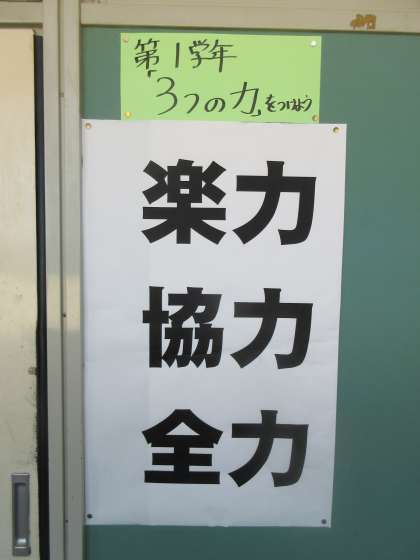 第1学年
「3つの力」をつけよう
楽力
協力
全力